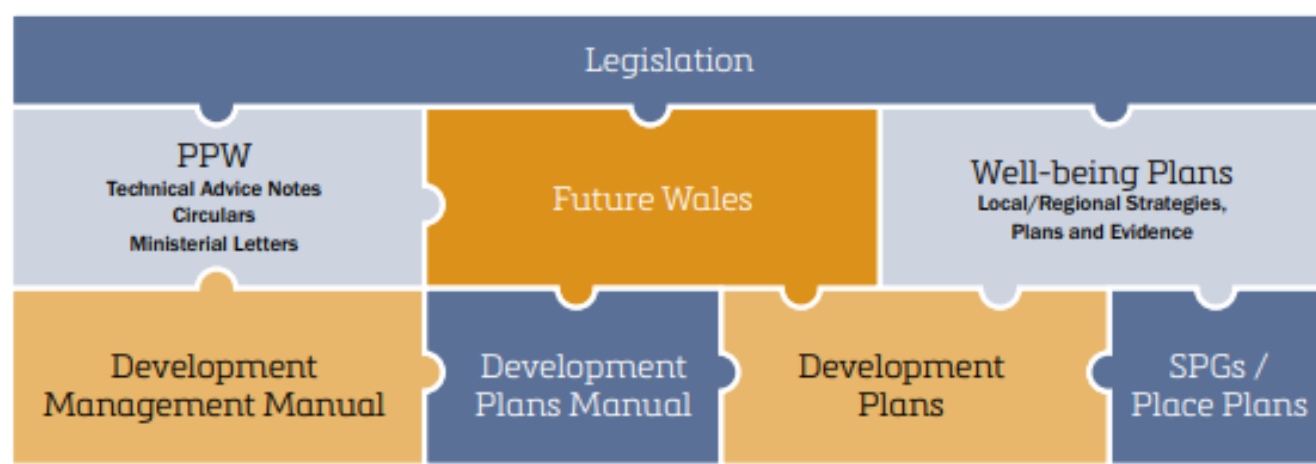 Legislation
PPW
Technical Advice Notes
Circulars
Ministerial Letters
Future Wales
Well-being Plans
Local/Regional Strategies,
Plans and Evidence
Development
Management Manual
Development
Plans Manual
Development
Plans
SPGs /
Place Plans